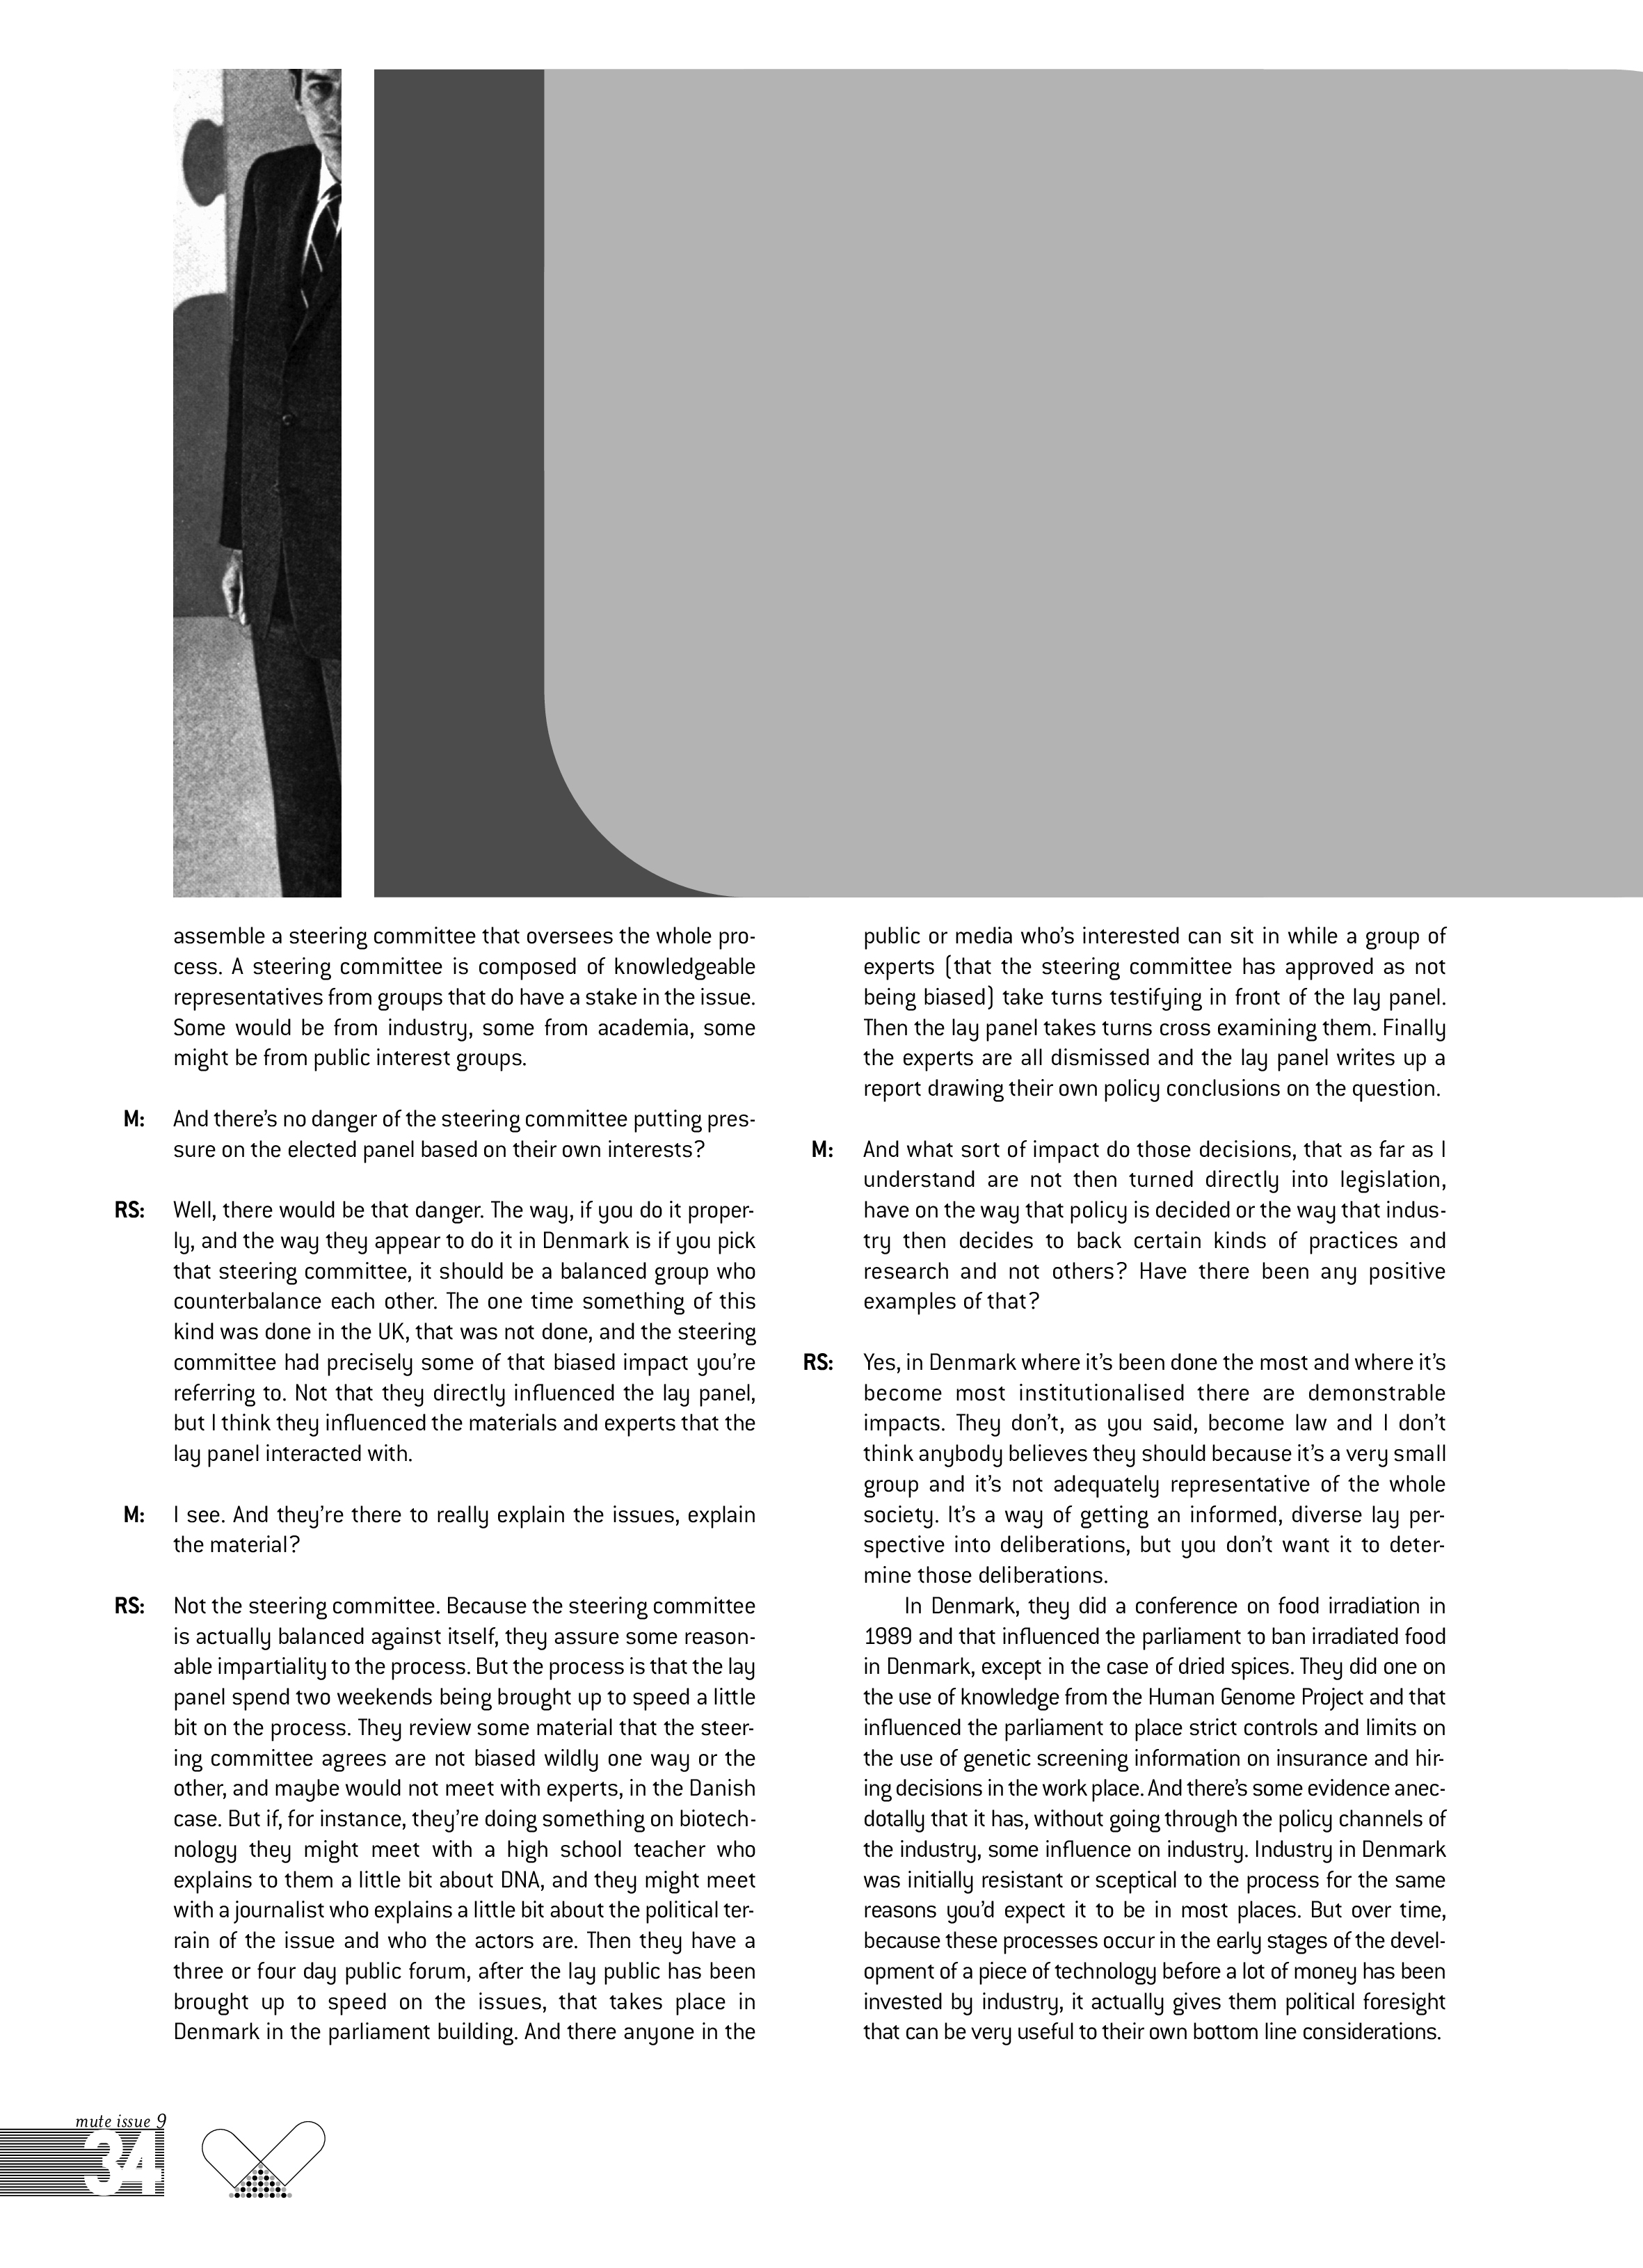 assemble a steering committee that oversees the whole pro-
cess. A steering committee is composed of knowledgeable
representatives from groups that do have a stake in the issue.
Some would be from industry, some from academia, some
might be from public interest groups.
M: And there's no danger of the steering committee putting pres-
sure on the elected panel based on their own interests?
RS: Well, there would be that danger. The way, if you do it proper-
ly, and the way they appear to do it in Denmark is if you pick
that steering committee, it should be a balanced group who
counterbalance each other. The one time something of this
kind was done in the UK, that was not done, and the steering
committee had precisely some of that biased impact you're
referring to. Not that they directly influenced the lay panel,
but I think they influenced the materials and experts that the
lay panel interacted with.
M: I see. And they're there to really explain the issues, explain
the material?
RS: Not the steering committee. Because the steering committee
is actually balanced against itself, they assure some reason-
able impartiality to the process. But the process is that the lay
panel spend two weekends being brought up to speed a little
bit on the process. They review some material that the steer-
ing committee agrees are not biased wildly one way or the
other, and maybe would not meet with experts, in the Danish
case. But if, for instance, they're doing something on biotech-
nology they might meet with a high school teacher who
explains to them a little bit about DNA, and they might meet
with a journalist who explains a little bit about the political ter-
rain of the issue and who the actors are. Then they have a
three or four day public forum, after the lay public has been
brought up to speed on the issues, that takes place in
Denmark in the parliament building. And there anyone in the
public or media who's interested can sit in while a group of
experts (that the steering committee has approved as not
being biased) take turns testifying in front of the lay panel.
Then the lay panel takes turns cross examining them. Finally
the experts are all dismissed and the lay panel writes up a
report drawing their own policy conclusions on the question.
M: And what sort of impact do those decisions, that as far as I
understand are not then turned directly into legislation,
have on the way that policy is decided or the way that indus-
try then decides to back certain kinds of practices and
research and not others? Have there been any positive
examples of that?
RS: Yes, in Denmark where it's been done the most and where it's
become most institutionalised there are demonstrable
impacts. They don't, as you said, become law and I don't
think anybody believes they should because it's a very small
group and it's not adequately representative of the whole
society. It's a way of getting an informed, diverse lay per-
spective into deliberations, but you don't want it to deter-
mine those deliberations.
In Denmark, they did a conference on food irradiation in
1989 and that influenced the parliament to ban irradiated food
in Denmark, except in the case of dried spices. They did one on
the use of knowledge from the Human Genome Project and that
influenced the parliament to place strict controls and limits on
the use of genetic screening information on insurance and hir-
ing decisions in the work place. And there's some evidence anec-
dotally that it has, without going through the policy channels of
the industry, some influence on industry. Industry in Denmark
was initially resistant or sceptical to the process for the same
reasons you'd expect it to be in most places. But over time,
because these processes occur in the early stages of the devel-
opment of a piece of technology before a lot of money has been
invested by industry, it actually gives them political foresight
that can be very useful to their own bottom line considerations.
mute issue 9
34